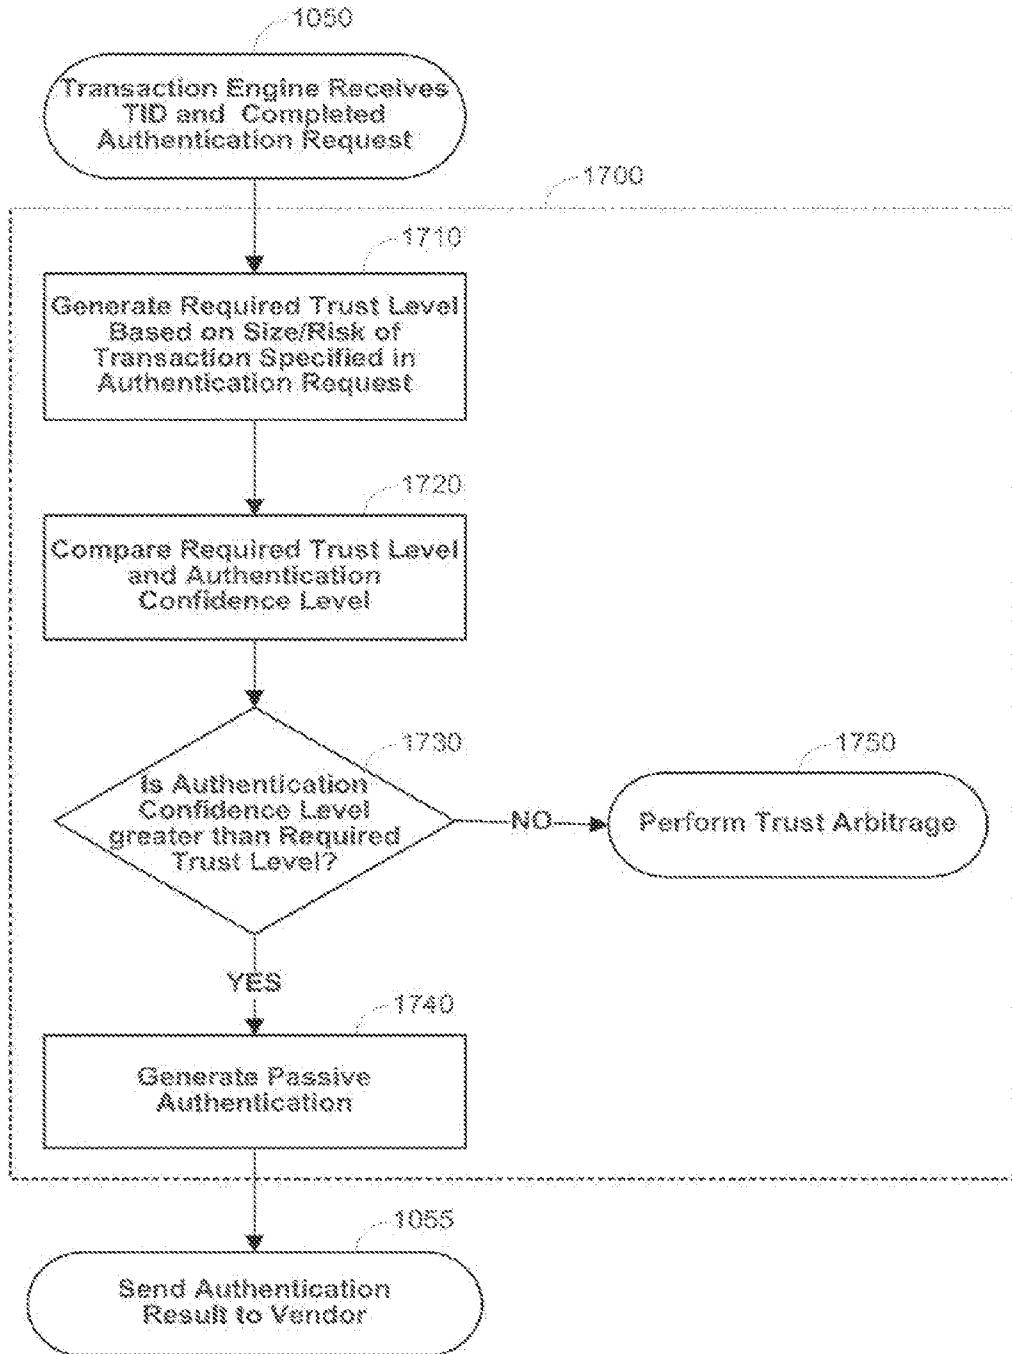 1050
Transaction Engine Receives
TID and Completed
Authentication Request
1700
1710
Generate Required Trust Level
Based on Size/Risk of
Transaction Specified in
Authentication Request
1720
Compare Required Trust Level
and Authentication
Confidence Level
1730
Is Authentication
Confidence Level
greater than Required
Trust Level?
NO
1750
Perform Trust Arbitrage
YES
1740
Generate Passive
Authentication
1055
Send Authentication
Result to Vendor